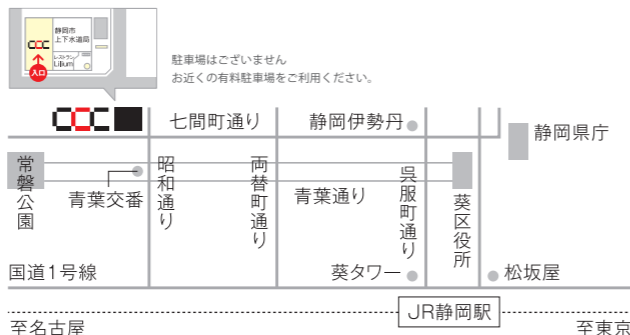 静岡市
上下水道局
CCC
レストラン
Lilium
入口
駐車場はございません
お近くの有料駐車場をご利用ください。
CCC
七間町通り
静岡伊勢丹
静岡県庁
常磐公園
青葉交番
昭和通り
両替町通り
青葉通り
呉服町通り
葵区役所
国道1号線
葵タワー
松坂屋
JR静岡駅
至名古屋
至東京